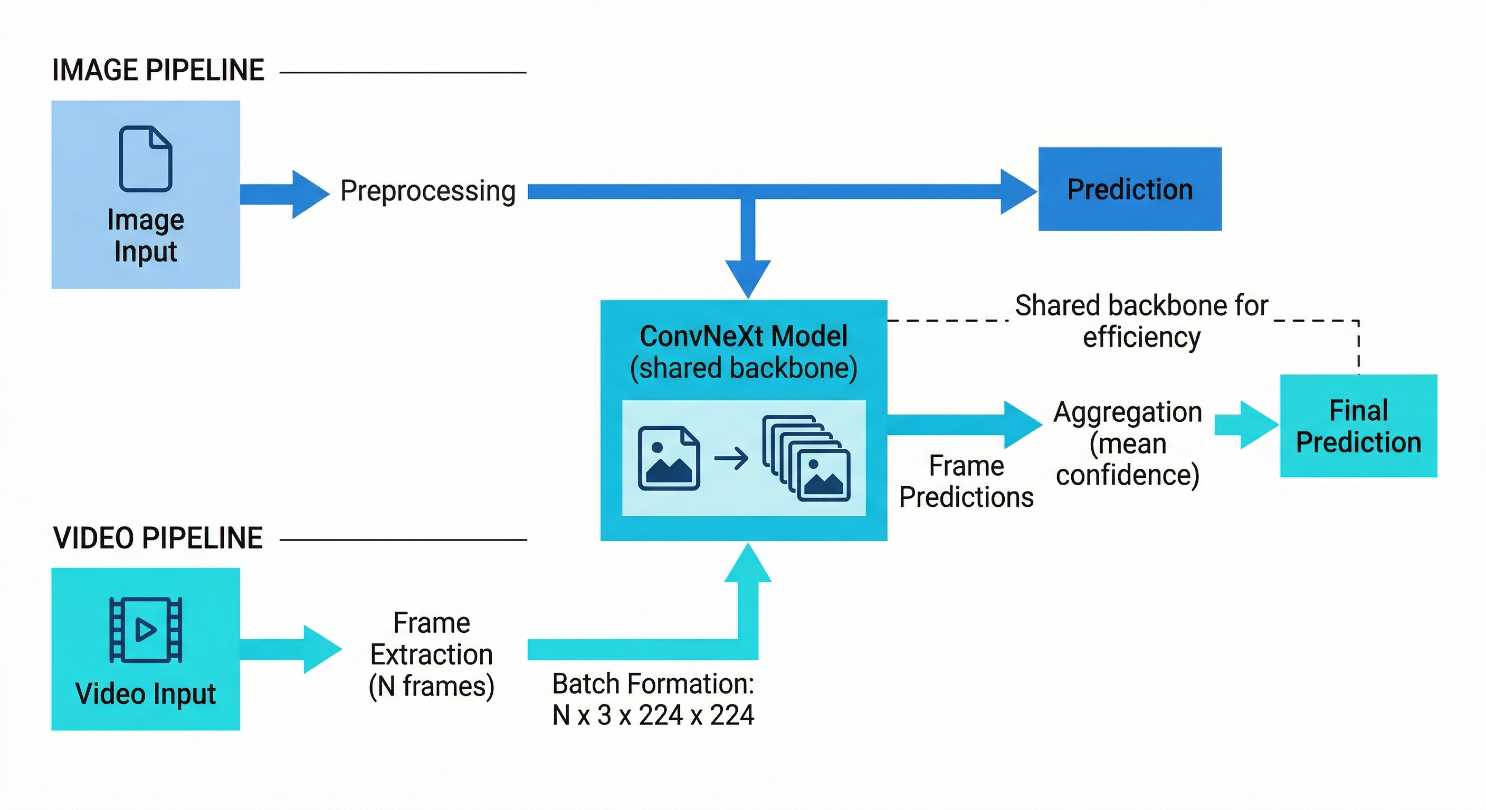 IMAGE PIPELINE
Image
Input
Preprocessing
Prediction
ConvNeXt Model
(shared backbone)
Shared backbone for
efficiency
Frame
Predictions
Aggregation
(mean
confidence)
Final
Prediction
VIDEO PIPELINE
Video Input
Frame
Extraction
(N frames)
Batch Formation:
N x 3 x 224 x 224